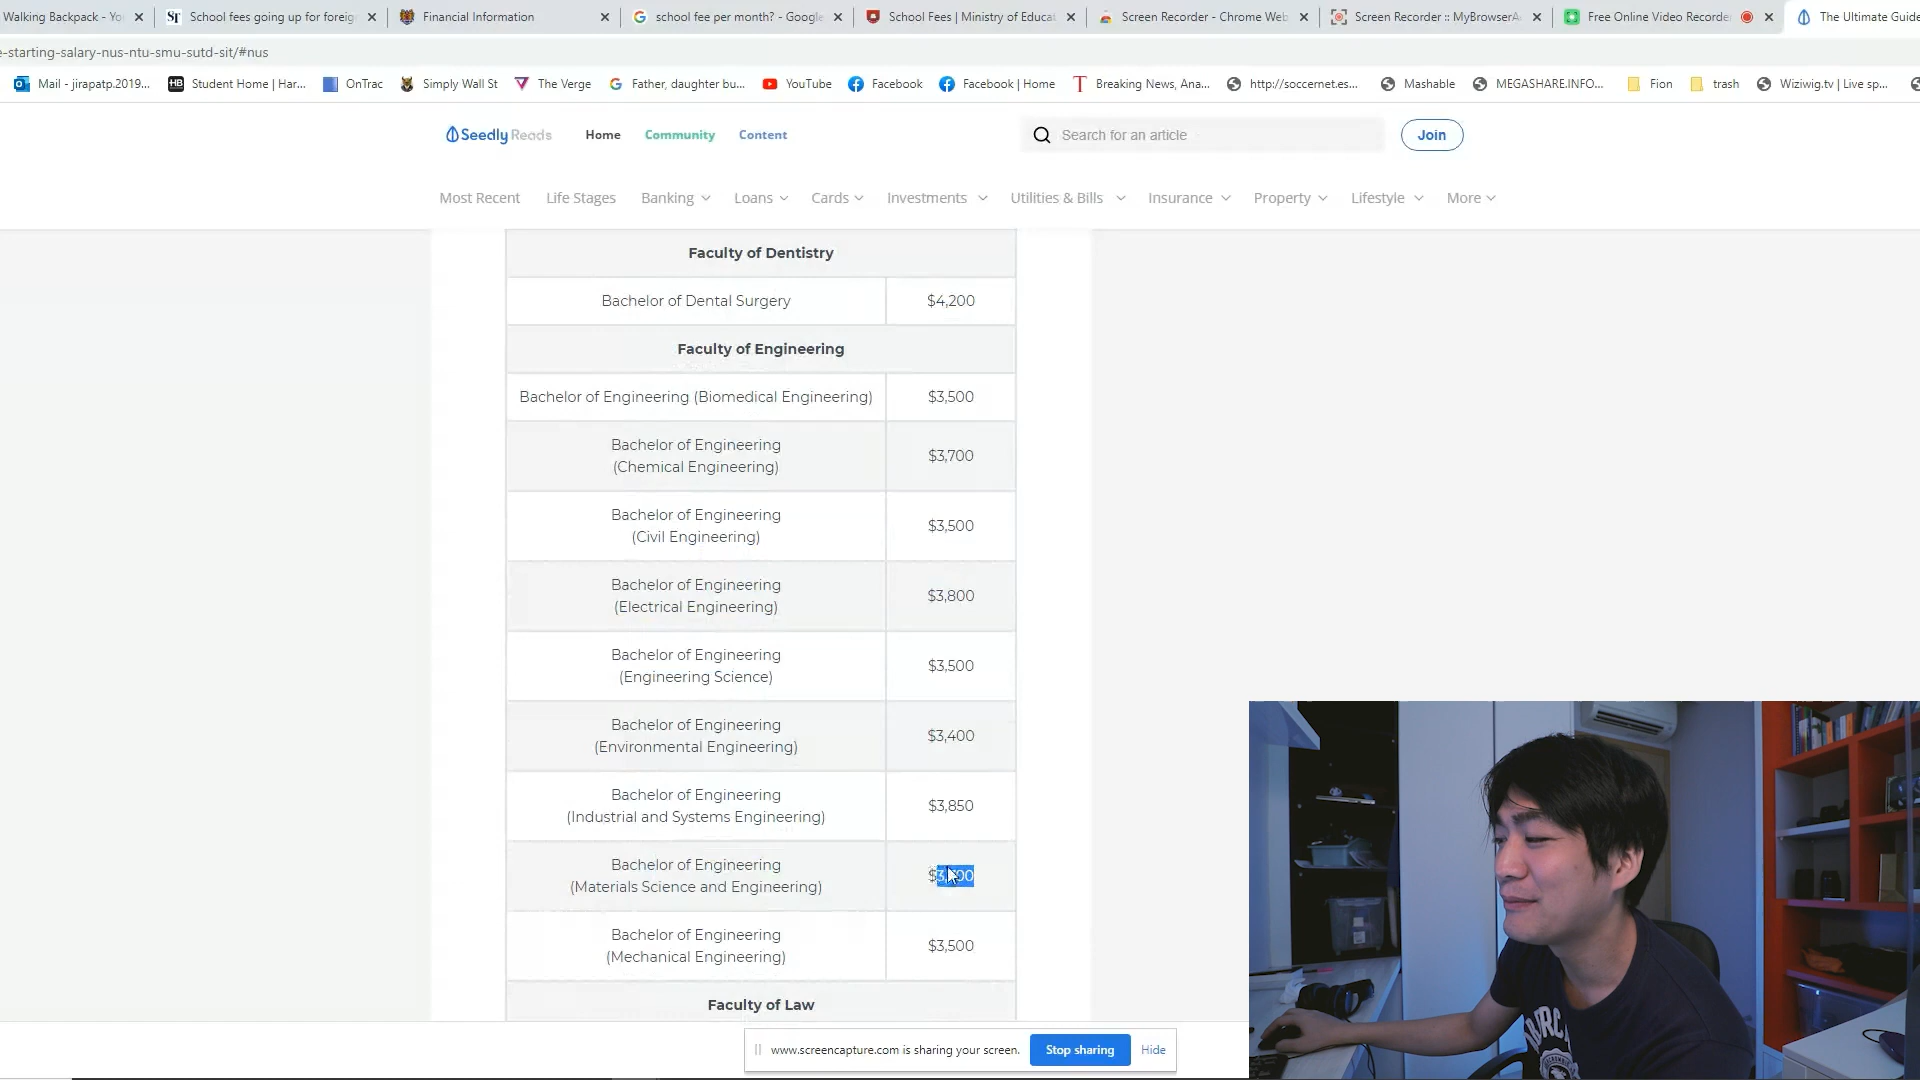 Walking Backpack - Yo
School fees going up for foreig
Financial Information
school fee per month? - Google
School Fees | Ministry of Educat
Screen Recorder - Chrome Web
Screen Recorder :: MyBrowserA
Free Online Video Recorde
The Ultimate Guide
e-starting-salary-nus-ntu-smu-sutd-sit/#nus
Mail - jirapatp.2019...
Student Home | Har...
OnTrac
Simply Wall St
The Verge
Father, daughter bu...
YouTube
Facebook
Facebook | Home
Breaking News, Ana...
http://soccernet.es...
Mashable
MEGASHARE.INFO...
Fion
trash
Wiziwig.tv | Live sp...
Seedly Reads
Home
Community
Content
Search for an article
Join
Most Recent
Life Stages
Banking
Loans
Cards
Investments
Utilities & Bills
Insurance
Property
Lifestyle
More
Faculty of Dentistry
Bachelor of Dental Surgery
$4,200
Faculty of Engineering
Bachelor of Engineering (Biomedical Engineering)
$3,500
Bachelor of Engineering
(Chemical Engineering)
$3,700
Bachelor of Engineering
(Civil Engineering)
$3,500
Bachelor of Engineering
(Electrical Engineering)
$3,800
Bachelor of Engineering
(Engineering Science)
$3,500
Bachelor of Engineering
(Environmental Engineering)
$3,400
Bachelor of Engineering
(Industrial and Systems Engineering)
$3,850
Bachelor of Engineering
(Materials Science and Engineering)
Bachelor of Engineering
(Mechanical Engineering)
$3,500
Faculty of Law
www.screencapture.com is sharing your screen.
Stop sharing
Hide